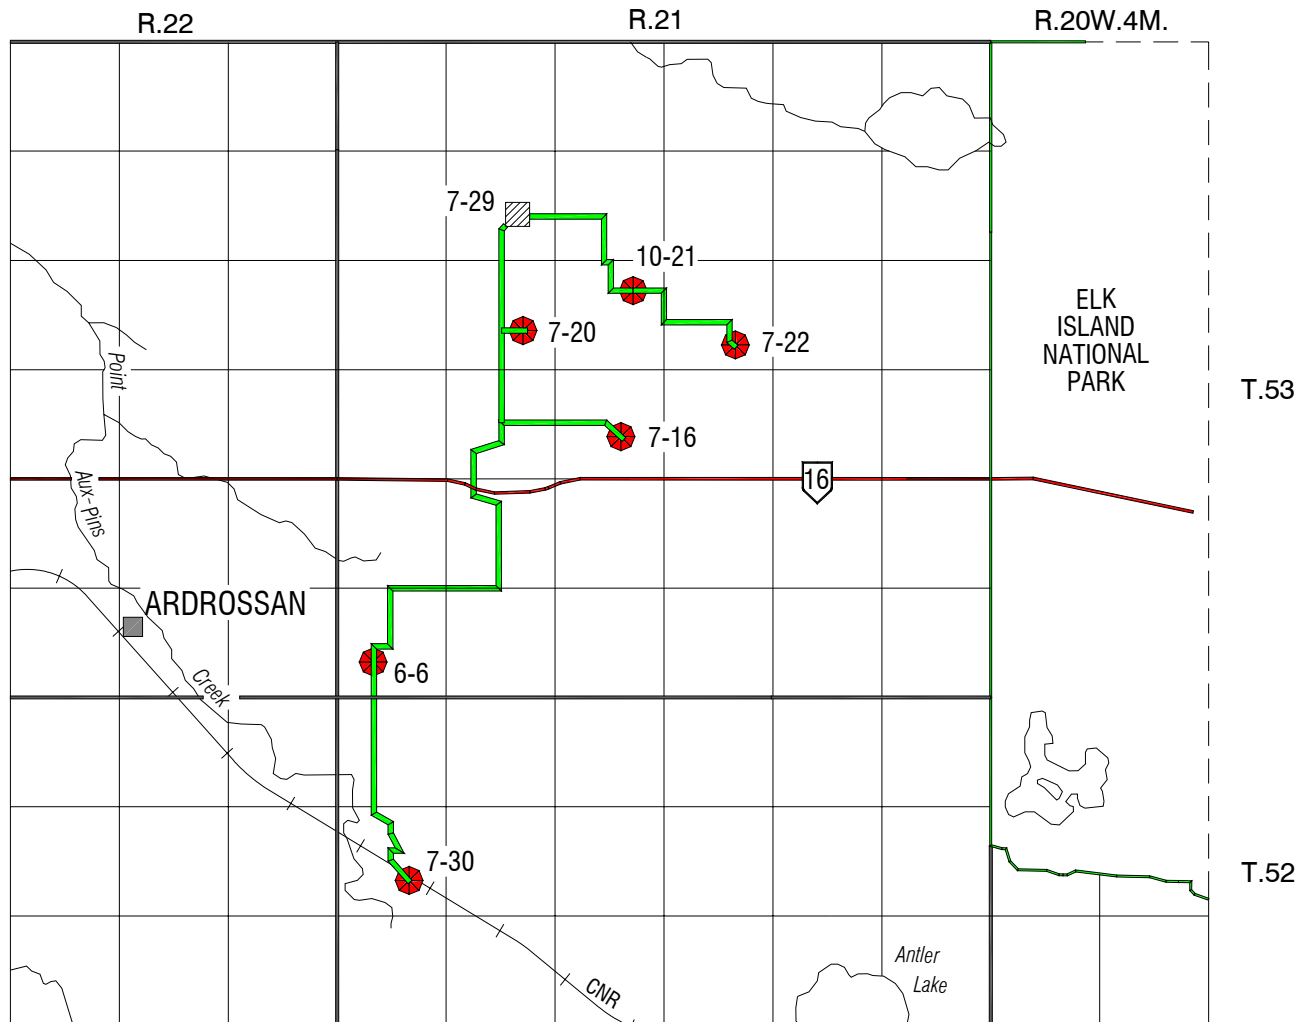 R.22
R.21
R.20W.4M.
7-29
10-21
7-20
7-22
ELK
ISLAND
NATIONAL
PARK
T.53
Point
7-16
Aux-pins
16
ARDROSSAN
6-6
Creek
7-30
T.52
Antler
Lake
CNR